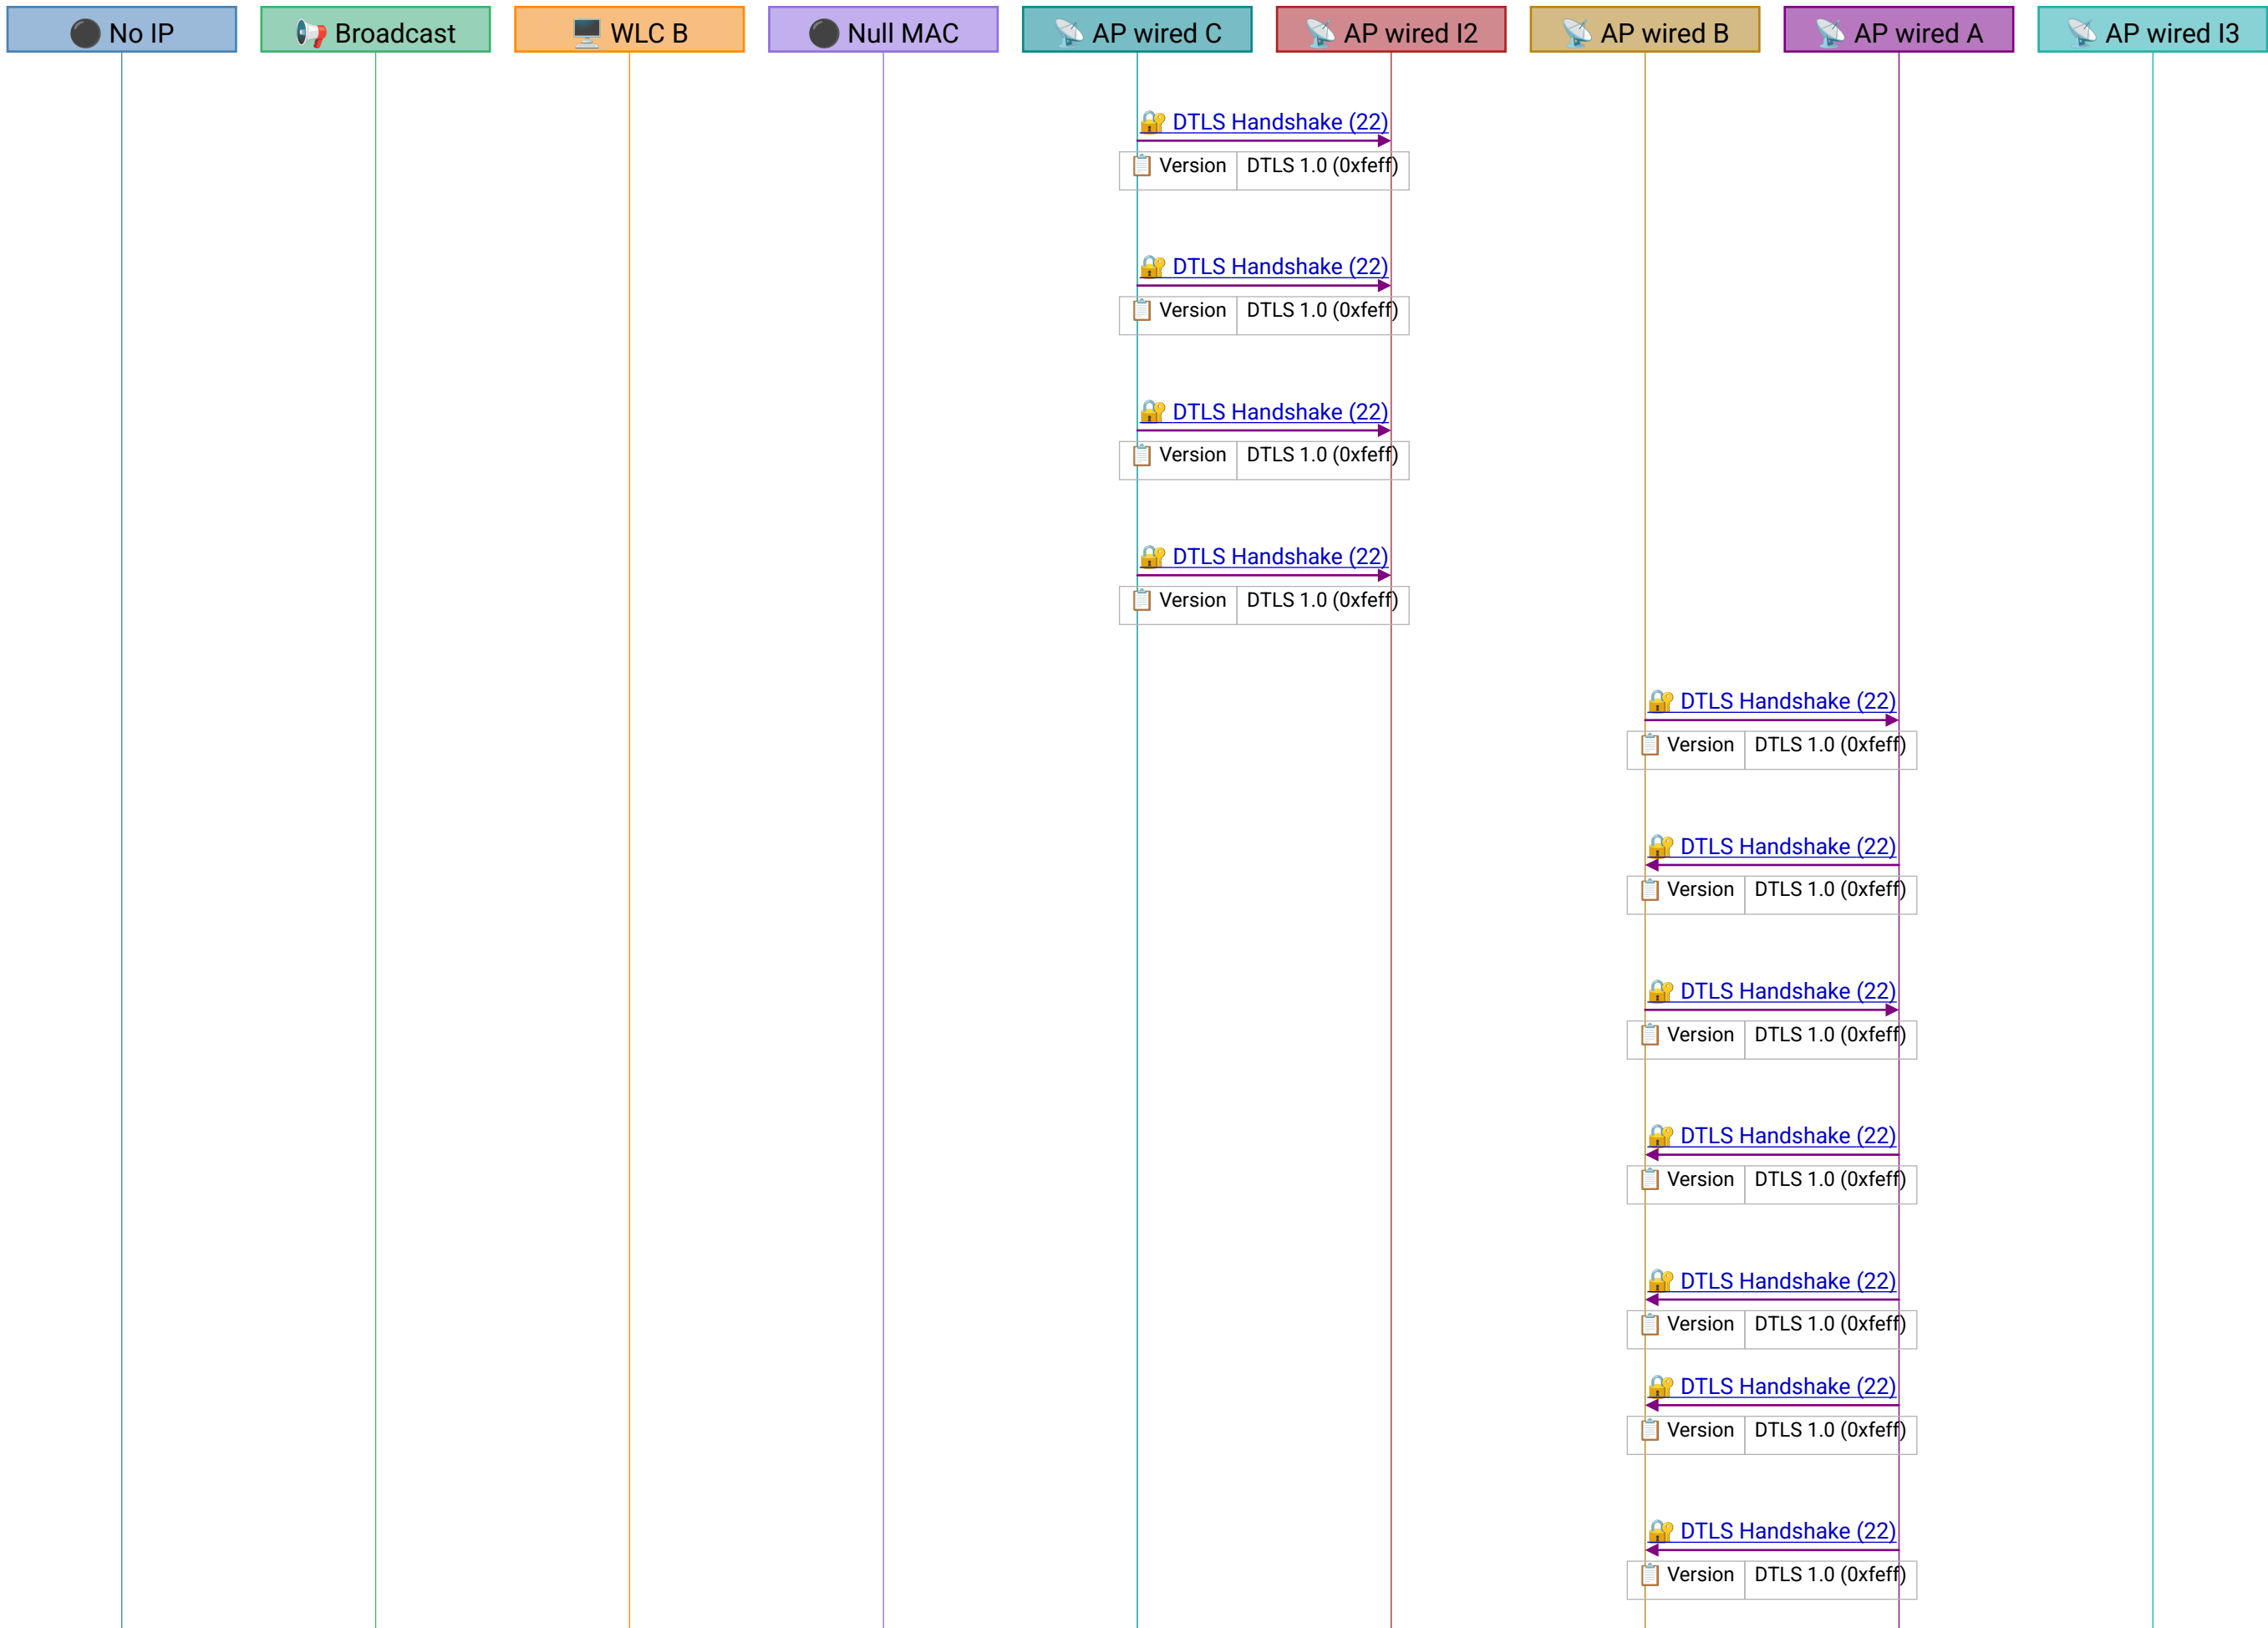 No IP
Broadcast
WLC B
Null MAC
AP wired C
AP wired I2
AP wired B
AP wired A
AP wired I3
DTLS Handshake (22)
Version DTLS 1.0 (0xfeff)
DTLS Handshake (22)
Version DTLS 1.0 (0xfeff)
DTLS Handshake (22)
Version DTLS 1.0 (0xfeff)
DTLS Handshake (22)
Version DTLS 1.0 (0xfeff)
DTLS Handshake (22)
Version DTLS 1.0 (0xfeff)
DTLS Handshake (22)
Version DTLS 1.0 (0xfeff)
DTLS Handshake (22)
Version DTLS 1.0 (0xfeff)
DTLS Handshake (22)
Version DTLS 1.0 (0xfeff)
DTLS Handshake (22)
Version DTLS 1.0 (0xfeff)
DTLS Handshake (22)
Version DTLS 1.0 (0xfeff)
DTLS Handshake (22)
Version DTLS 1.0 (0xfeff)